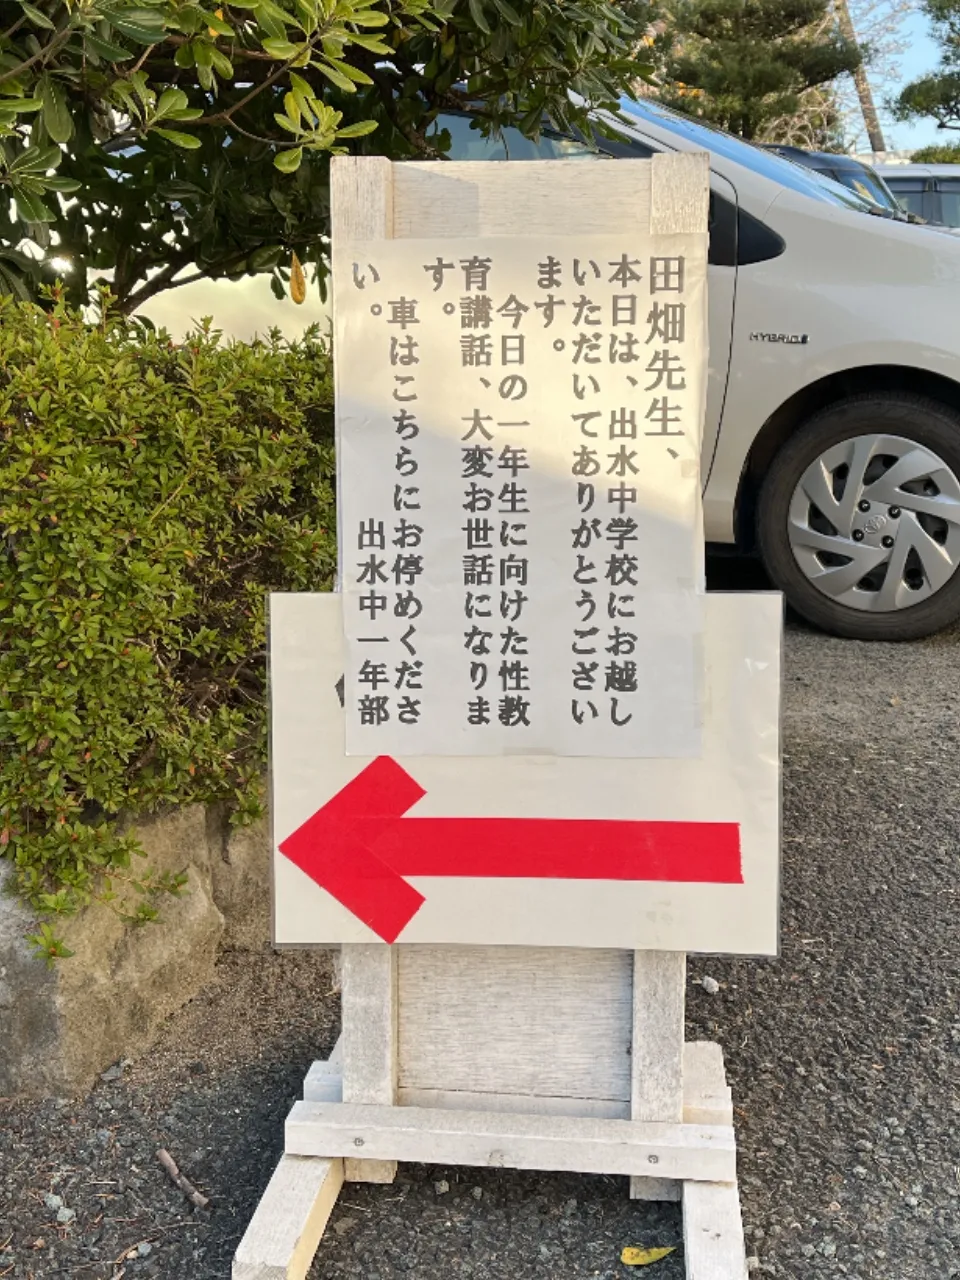 田畑先生、
本日は、出水中学校にお越し
いただいてありがとうござい
ます。
今日の一年生に向けた性教
育講話、大変お世話になりま
す。
車はこちらにお停めくださ
い。
出水中一年部
HYBRID